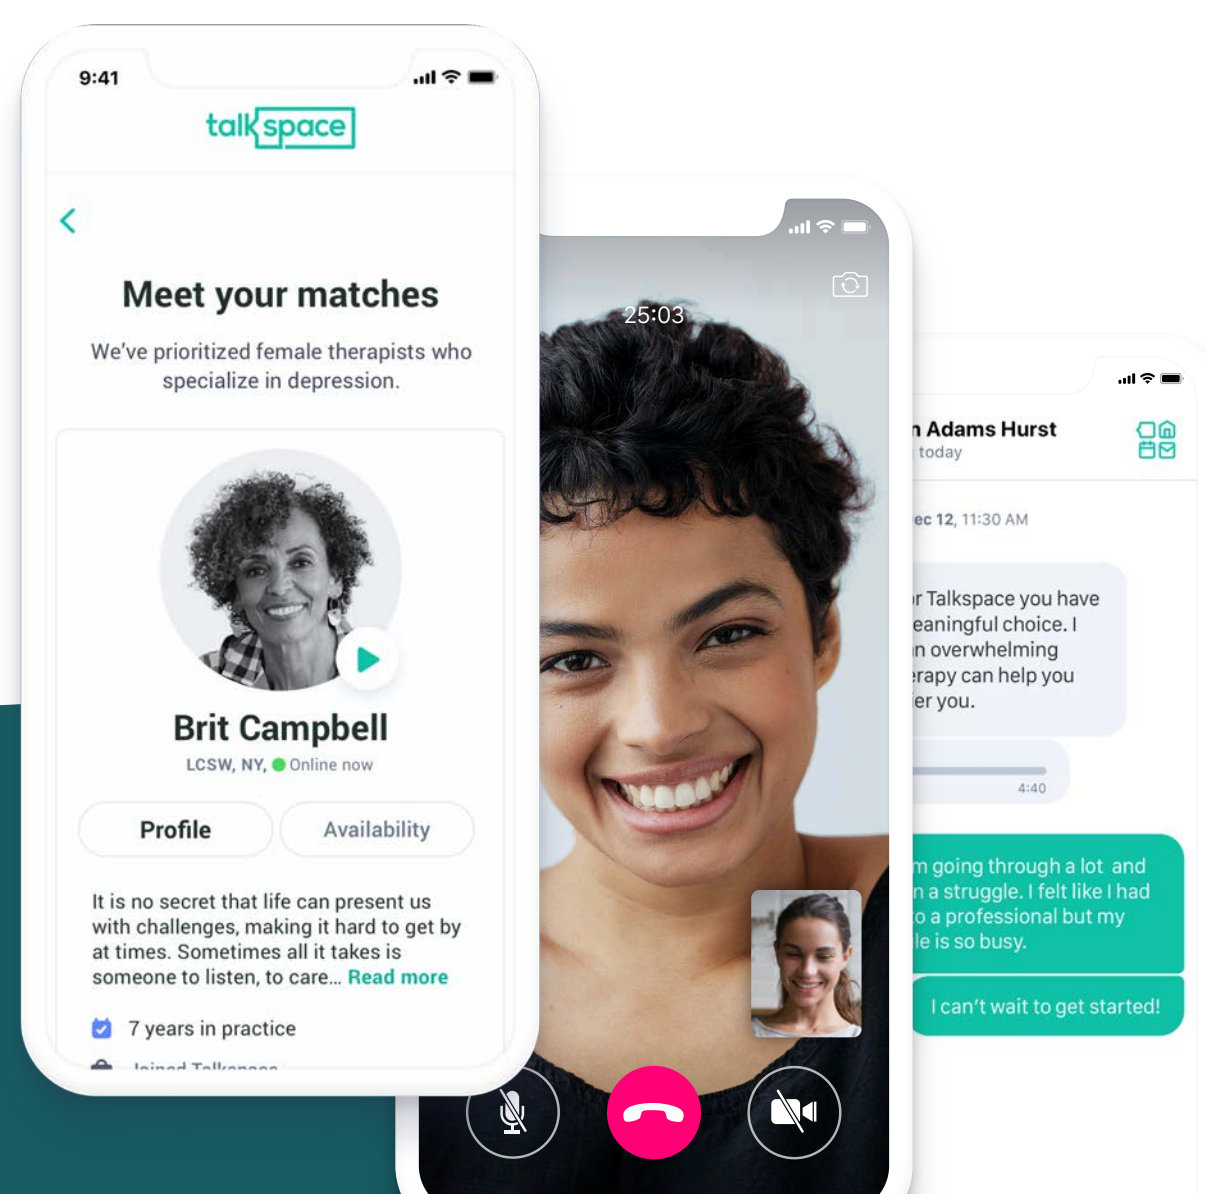 9:41
talkspace
Meet your matches
We've prioritized female therapists who
specialize in depression.
Brit Campbell
LCSW, NY, Online now
Profile
Availability
It is no secret that life can present us
with challenges, making it hard to get by
at times. Sometimes all it takes is
someone to listen, to care... Read more
7 years in practice
Joined Talkspace
25:03
Adams Hurst
today
12, 11:30 AM
Talkspace you have
choice. I
overwhelming
can help you
you.
4:40
going through a lot and
a struggle. I felt like I had
a professional but my
is so busy.
I can't wait to get started!